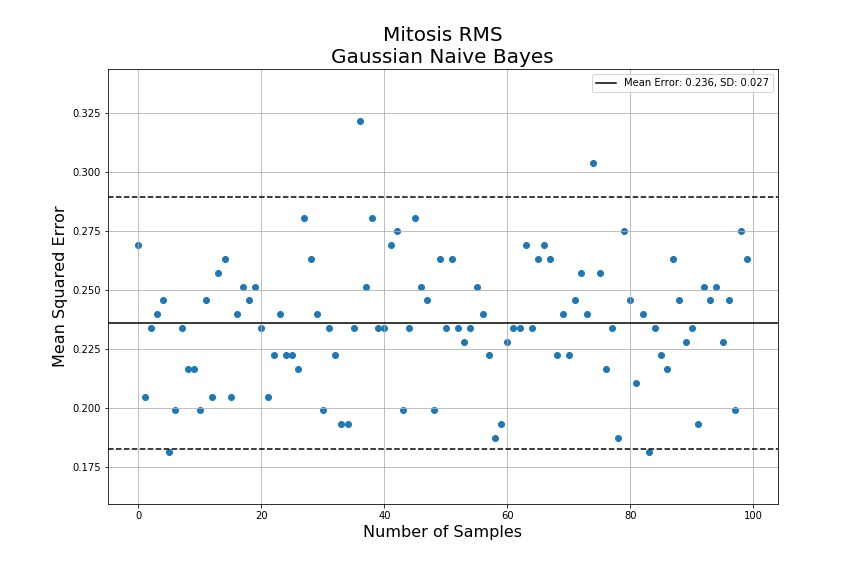 Mitosis RMS
Gaussian Naive Bayes
Mean Error: 0.236, SD: 0.027
Mean Squared Error
0.325
0.300
0.275
0.250
0.225
0.200
0.175
0 20 40 60 80 100
Number of Samples